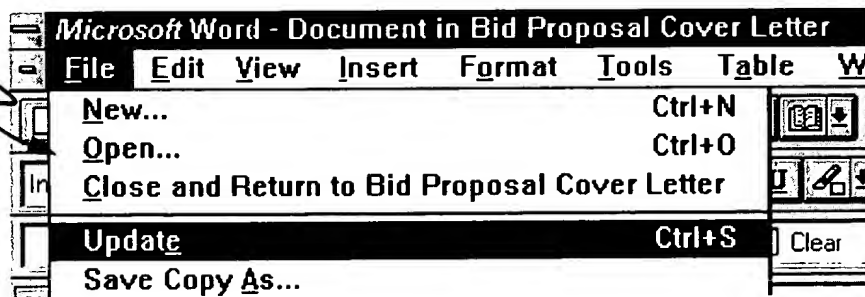 Microsoft Word - Document in Bid Proposal Cover Letter
File Edit View Insert Format Tools Table W
New... Ctrl+N
Open... Ctrl+O
Close and Return to Bid Proposal Cover Letter
In U
Update Ctrl+S
Clear
Save Copy As...